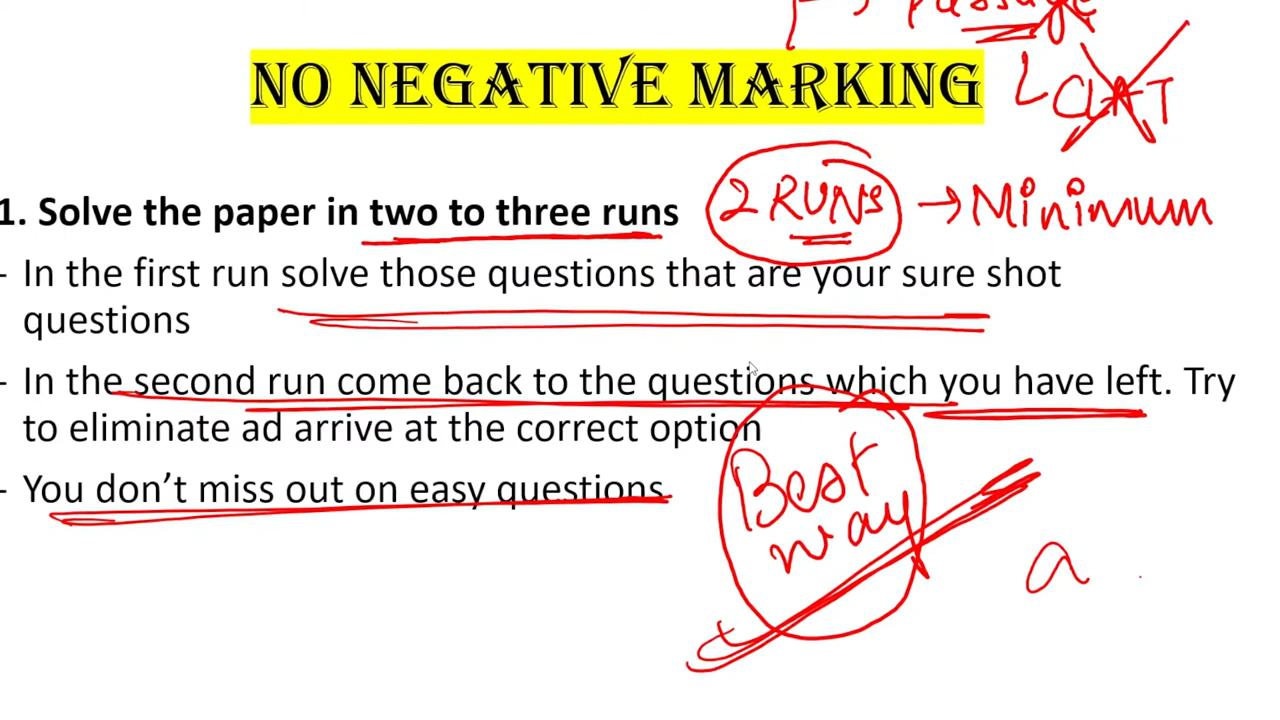 → Passage
NO NEGATIVE MARKING
CLAT
1. Solve the paper in two to three runs
2 RUNS → Minimum
- In the first run solve those questions that are your sure shot
questions
- In the second run come back to the questions which you have left. Try
to eliminate ad arrive at the correct option
- You don’t miss out on easy questions
Best
way
a